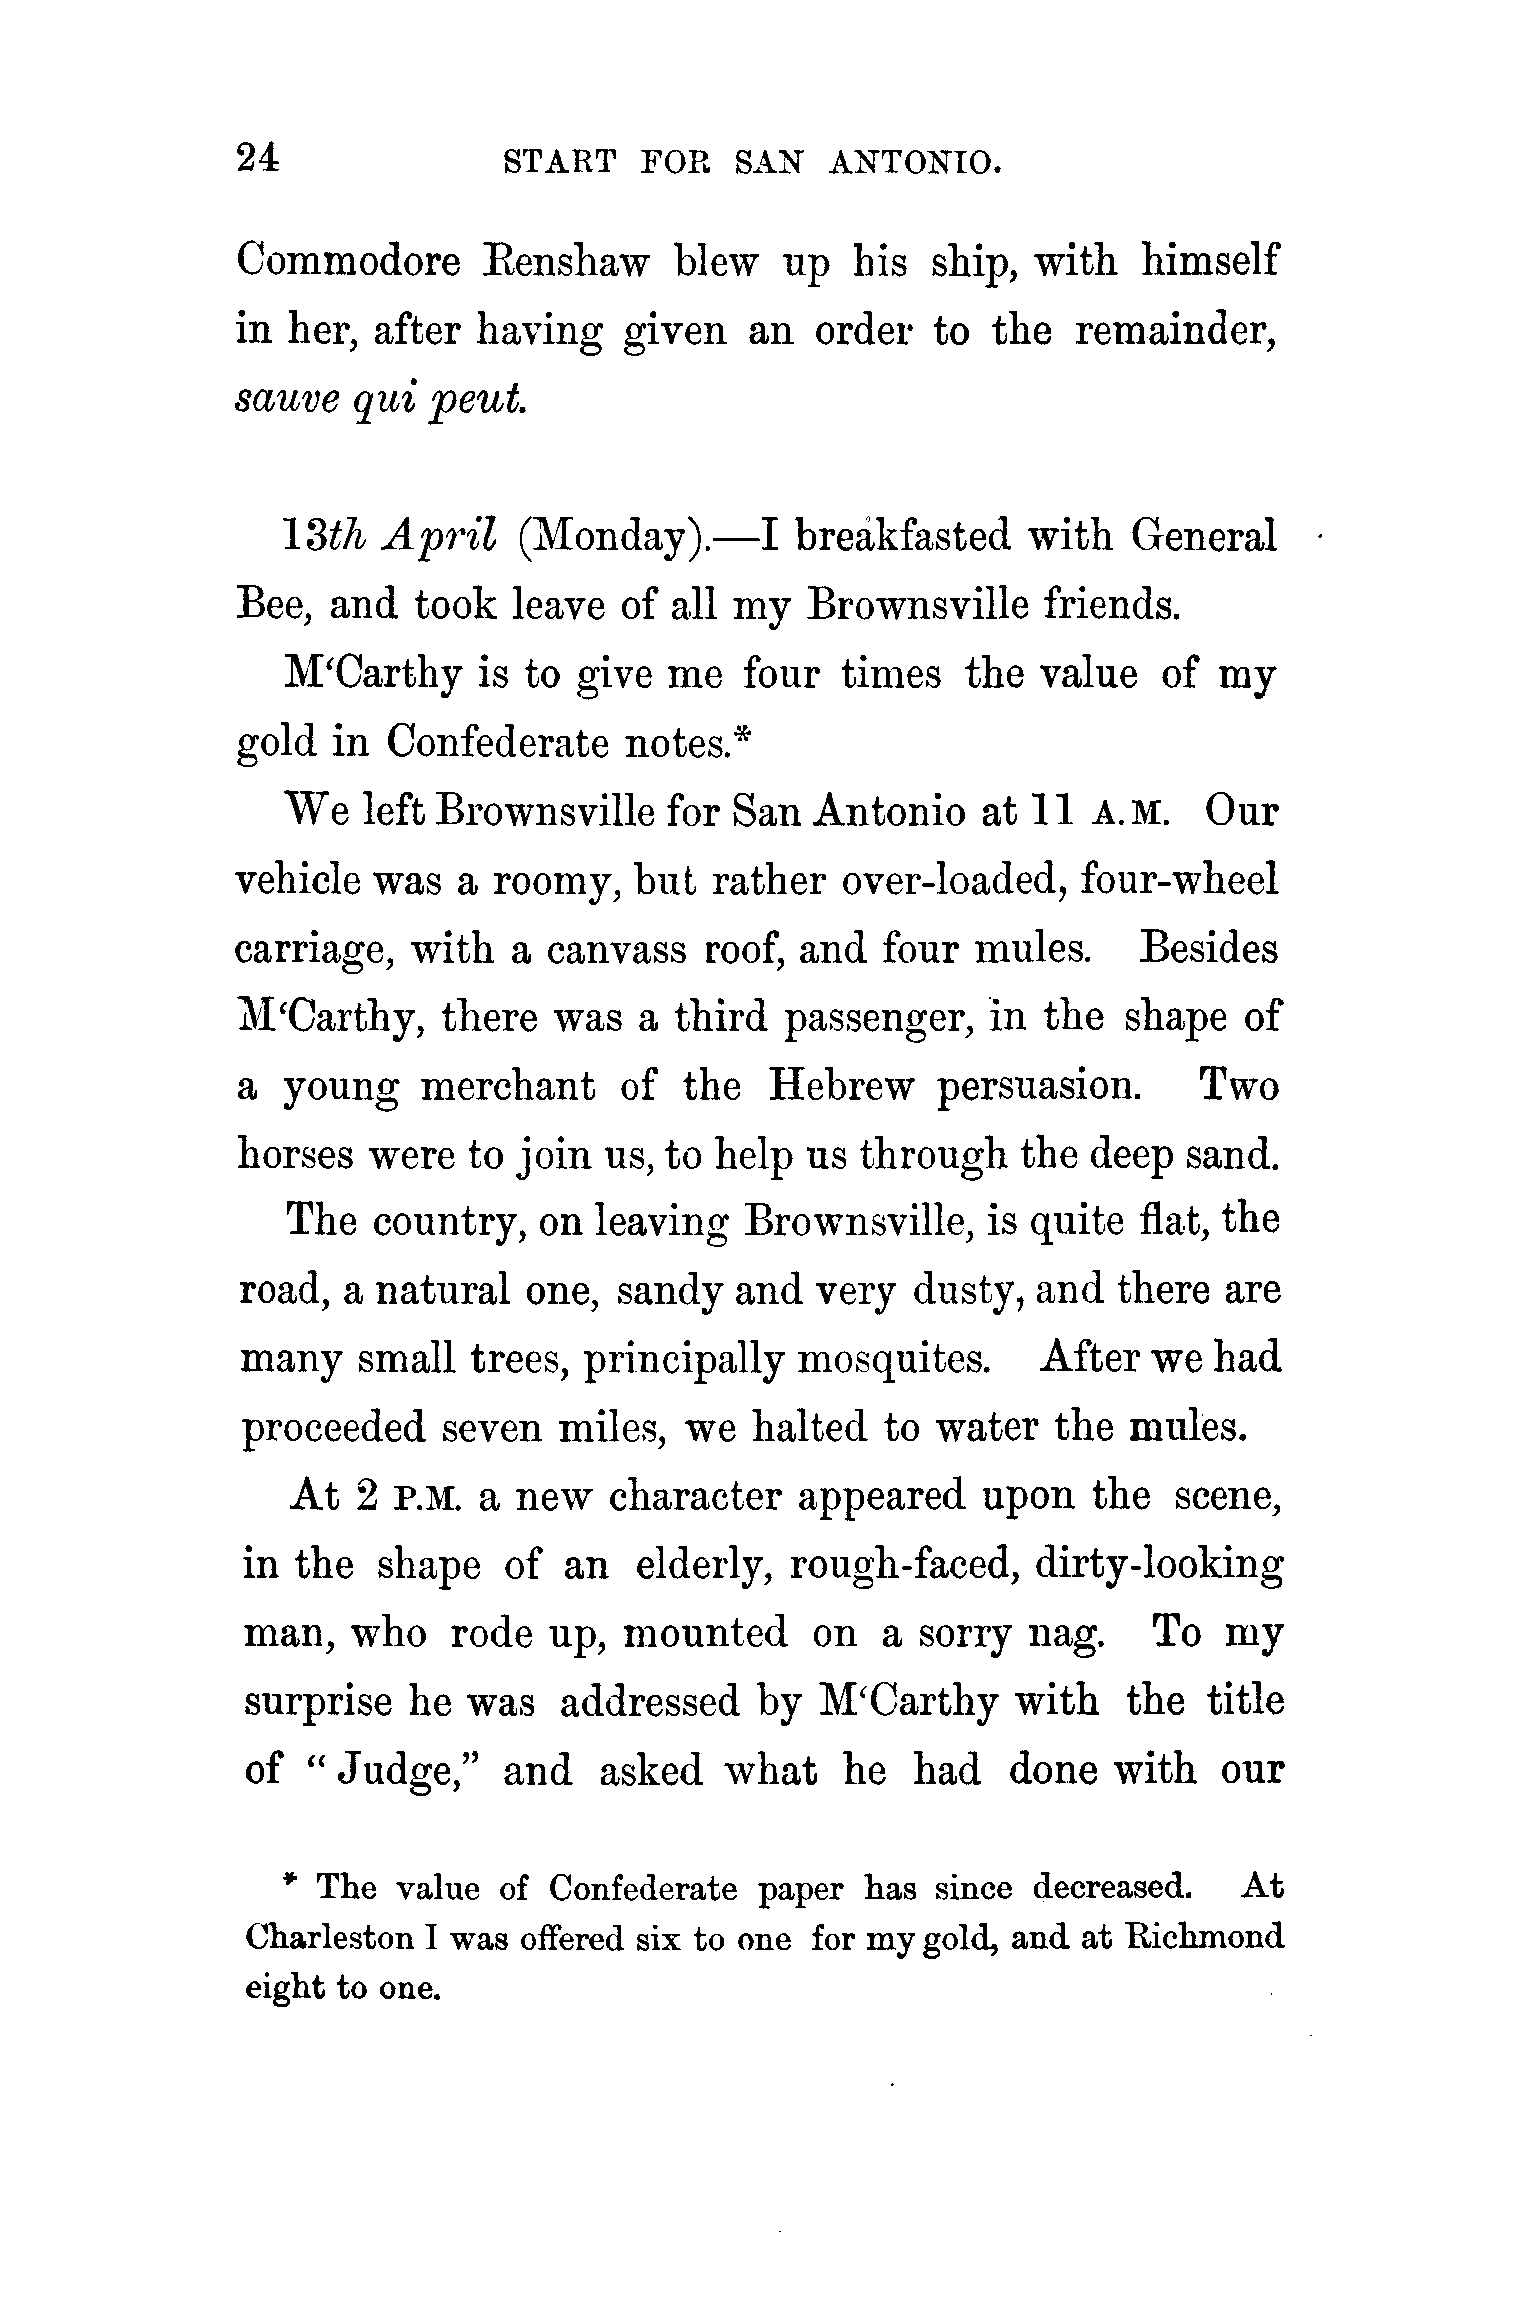 24 START FOR SAN ANTONIO.
Commodore Renshaw blew up his ship, with himself
in her, after having given an order to the remainder,
sauve qui peut.
13th April (Monday).—I breakfasted with General
Bee, and took leave of all my Brownsville friends.
M‘Carthy is to give me four times the value of my
gold in Confederate notes.*
We left Brownsville for San Antonio at 11 A.M. Our
vehicle was a roomy, but rather over-loaded, four-wheel
carriage, with a canvass roof, and four mules. Besides
M‘Carthy, there was a third passenger, in the shape of
a young merchant of the Hebrew persuasion. Two
horses were to join us, to help us through the deep sand.
The country, on leaving Brownsville, is quite flat, the
road, a natural one, sandy and very dusty, and there are
many small trees, principally mosquites. After we had
proceeded seven miles, we halted to water the mules.
At 2 P.M. a new character appeared upon the scene,
in the shape of an elderly, rough-faced, dirty-looking
man, who rode up, mounted on a sorry nag. To my
surprise he was addressed by M‘Carthy with the title
of “Judge,” and asked what he had done with our
* The value of Confederate paper has since decreased. At
Charleston I was offered six to one for my gold, and at Richmond
eight to one.